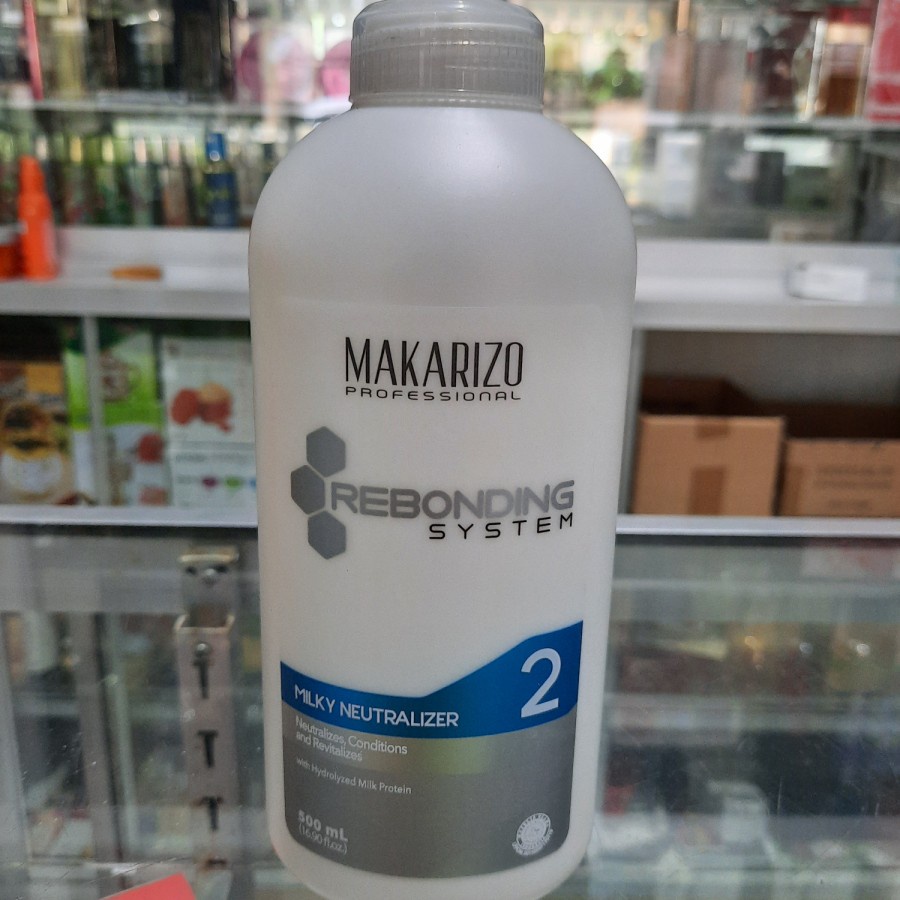 MAKARIZO
PROFESSIONAL
REBONDING
SYSTEM
2
MILKY NEUTRALIZER
Neutralizes, Conditions
and Revitalizes
with Hydrolyzed Milk Protein
500 mL
(16.90 fl.oz.)